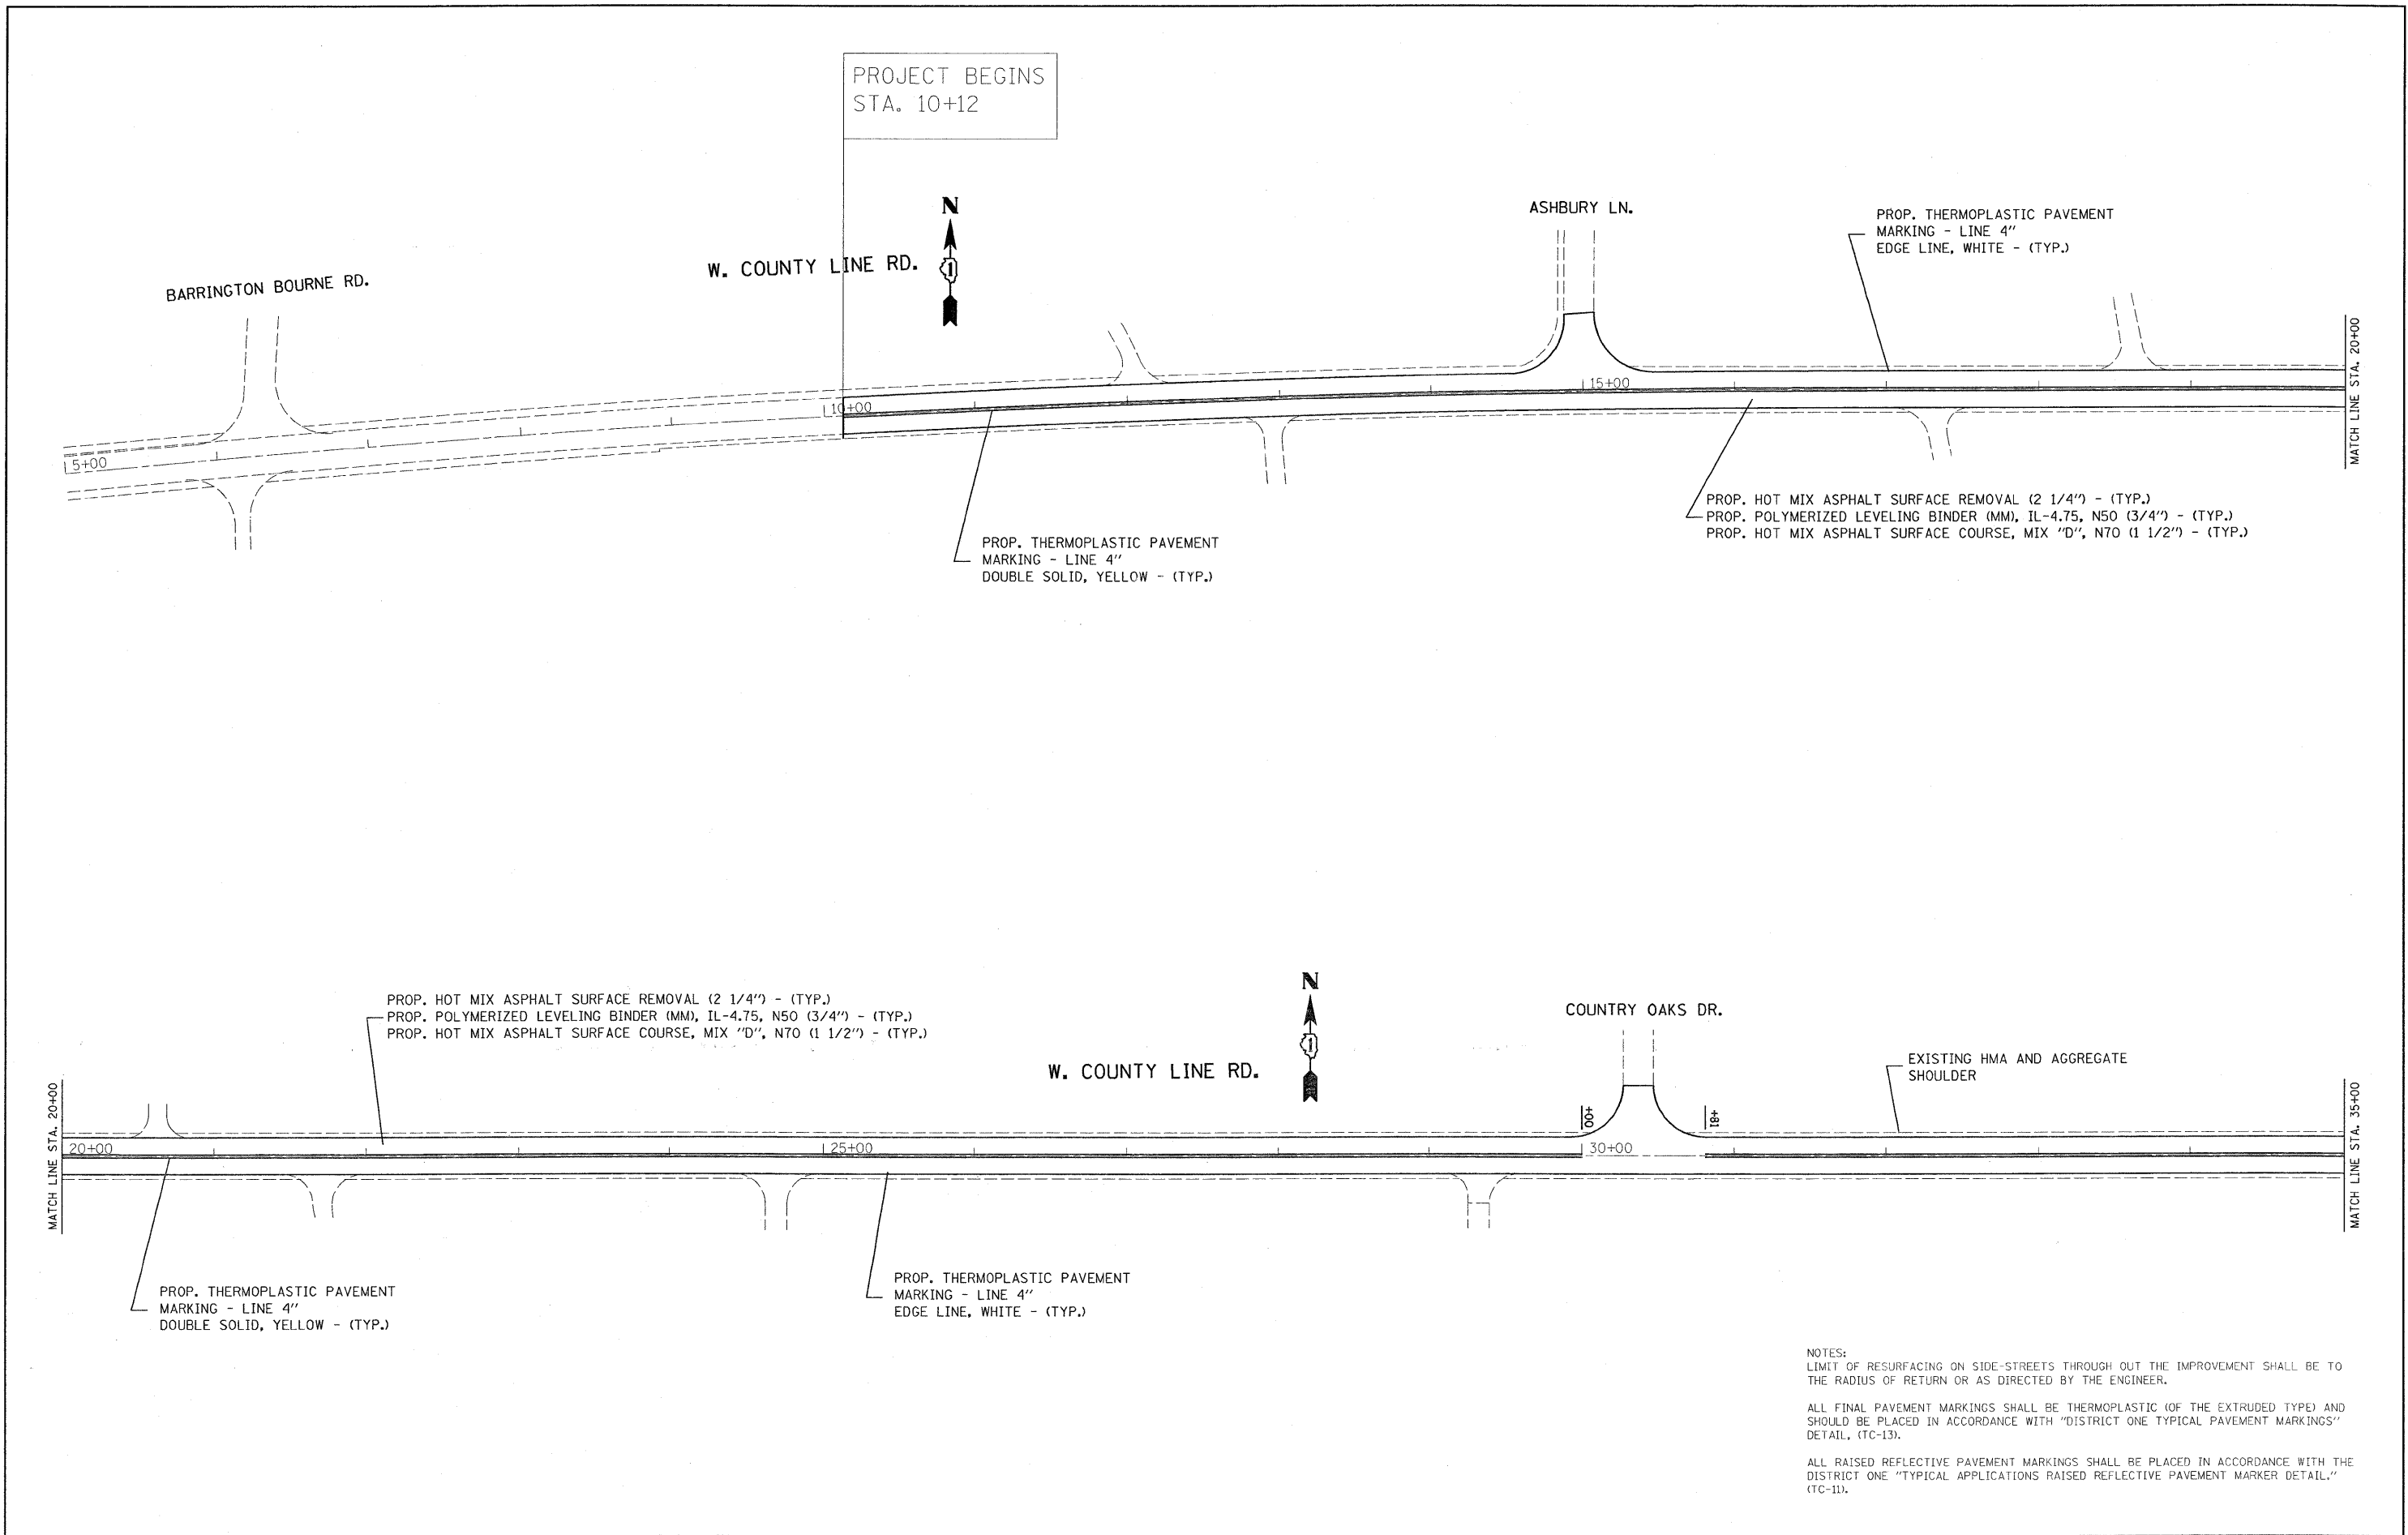 PROJECT BEGINS
STA. 10+12
N
1
W. COUNTY LINE RD.
BARRINGTON BOURNE RD.
ASHBURY LN.
PROP. THERMOPLASTIC PAVEMENT
MARKING - LINE 4"
EDGE LINE, WHITE - (TYP.)
MATCH LINE STA. 20+00
5+00
10+00
15+00
PROP. HOT MIX ASPHALT SURFACE REMOVAL (2 1/4") - (TYP.)
PROP. POLYMERIZED LEVELING BINDER (MM), IL-4.75, N50 (3/4") - (TYP.)
PROP. HOT MIX ASPHALT SURFACE COURSE, MIX "D", N70 (1 1/2") - (TYP.)
PROP. THERMOPLASTIC PAVEMENT
MARKING - LINE 4"
DOUBLE SOLID, YELLOW - (TYP.)
PROP. HOT MIX ASPHALT SURFACE REMOVAL (2 1/4") - (TYP.)
PROP. POLYMERIZED LEVELING BINDER (MM), IL-4.75, N50 (3/4") - (TYP.)
PROP. HOT MIX ASPHALT SURFACE COURSE, MIX "D", N70 (1 1/2") - (TYP.)
N
1
W. COUNTY LINE RD.
COUNTRY OAKS DR.
EXISTING HMA AND AGGREGATE
SHOULDER
MATCH LINE STA. 20+00
20+00
25+00
+00
30+00
+81
MATCH LINE STA. 35+00
PROP. THERMOPLASTIC PAVEMENT
MARKING - LINE 4"
DOUBLE SOLID, YELLOW - (TYP.)
PROP. THERMOPLASTIC PAVEMENT
MARKING - LINE 4"
EDGE LINE, WHITE - (TYP.)
NOTES:
LIMIT OF RESURFACING ON SIDE-STREETS THROUGH OUT THE IMPROVEMENT SHALL BE TO
THE RADIUS OF RETURN OR AS DIRECTED BY THE ENGINEER.
ALL FINAL PAVEMENT MARKINGS SHALL BE THERMOPLASTIC (OF THE EXTRUDED TYPE) AND
SHOULD BE PLACED IN ACCORDANCE WITH "DISTRICT ONE TYPICAL PAVEMENT MARKINGS"
DETAIL, (TC-13).
ALL RAISED REFLECTIVE PAVEMENT MARKINGS SHALL BE PLACED IN ACCORDANCE WITH THE
DISTRICT ONE "TYPICAL APPLICATIONS RAISED REFLECTIVE PAVEMENT MARKER DETAIL."
(TC-11).